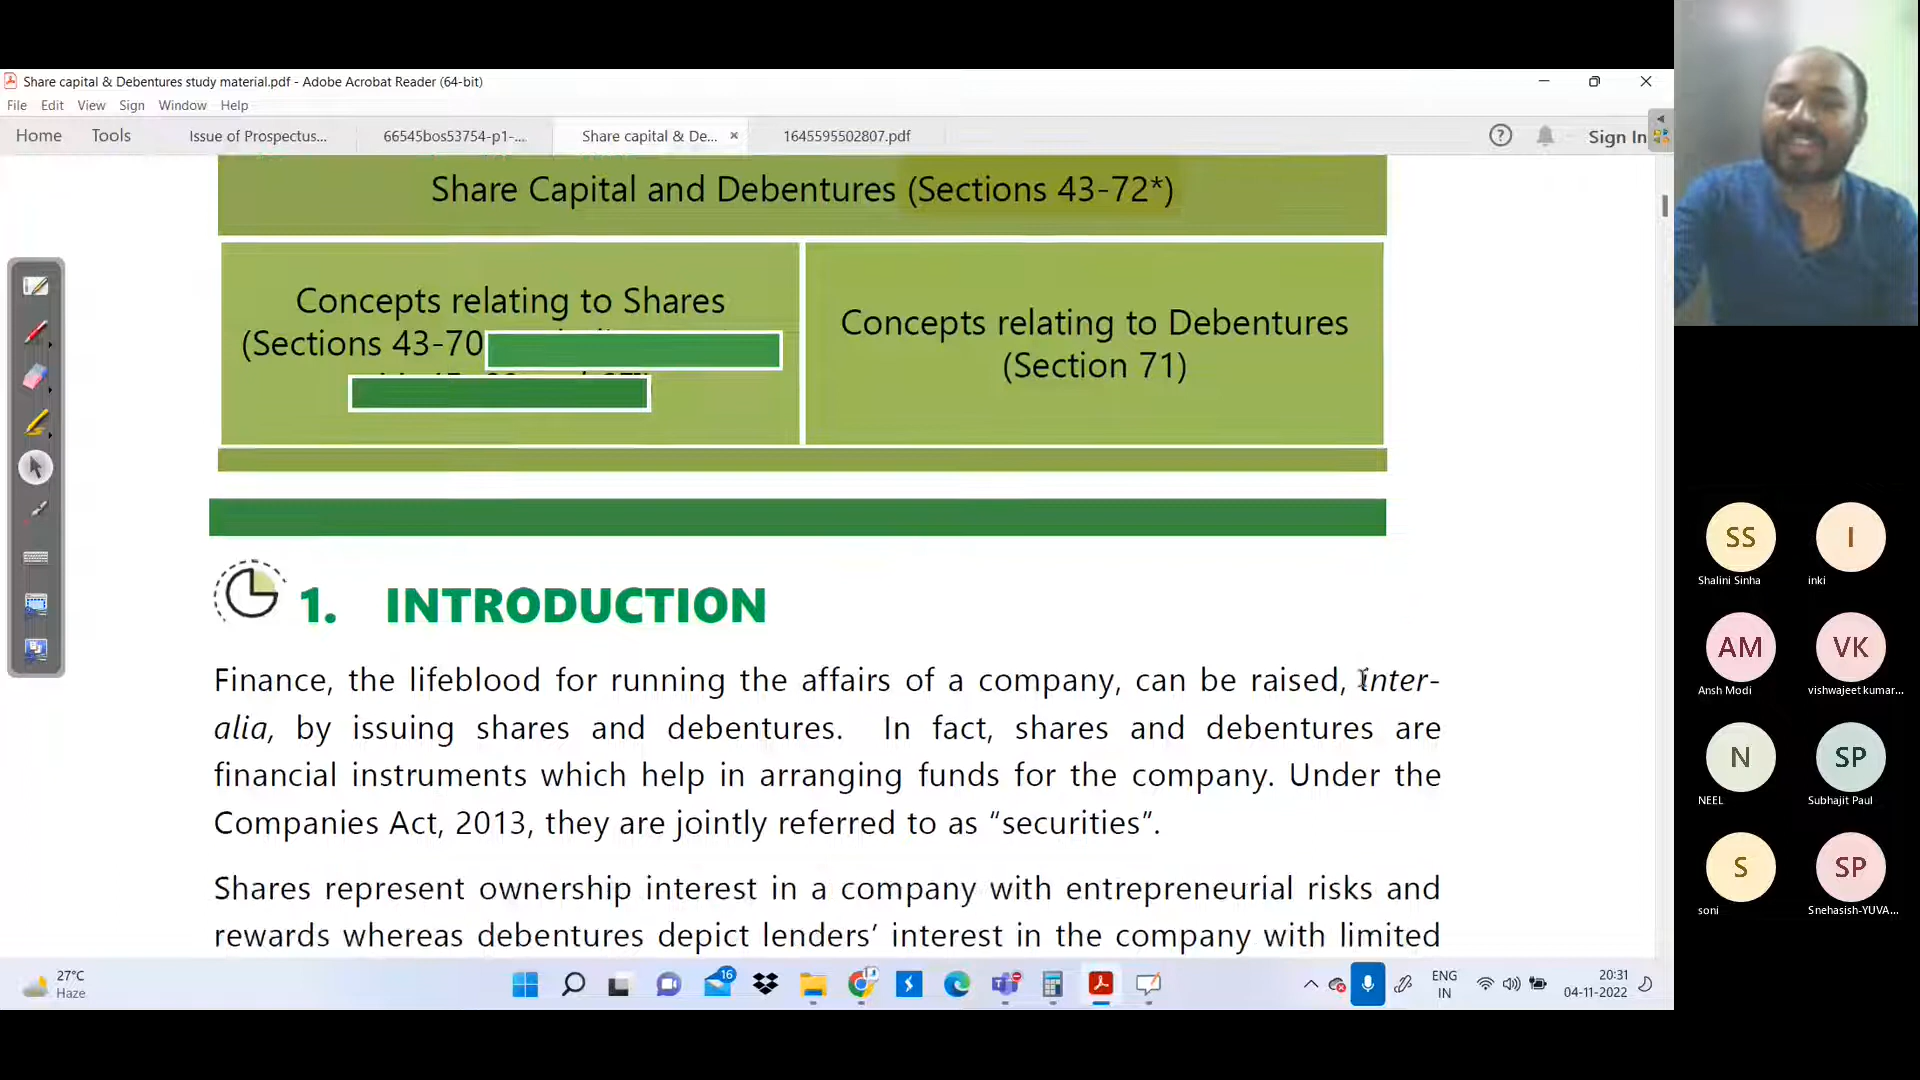 Share capital & Debentures study material.pdf - Adobe Acrobat Reader (64-bit)
File Edit View Sign Window Help
Home Tools Issue of Prospectus... 66545bos53754-p1-... Share capital & De... × 1645595502807.pdf Sign In
Share Capital and Debentures (Sections 43-72*)
Concepts relating to Shares
(Sections 43-70
Concepts relating to Debentures
(Section 71)
1. INTRODUCTION
Finance, the lifeblood for running the affairs of a company, can be raised, inter-
alia, by issuing shares and debentures. In fact, shares and debentures are
financial instruments which help in arranging funds for the company. Under the
Companies Act, 2013, they are jointly referred to as “securities”.
Shares represent ownership interest in a company with entrepreneurial risks and
rewards whereas debentures depict lenders’ interest in the company with limited
SS I
Shalini Sinha inki
AM VK
Ansh Modi vishwajeet kumar...
N SP
NEEL Subhajit Paul
S SP
soni Snehasish-YUVA...
27°C
Haze
16
ENG
IN
20:31
04-11-2022